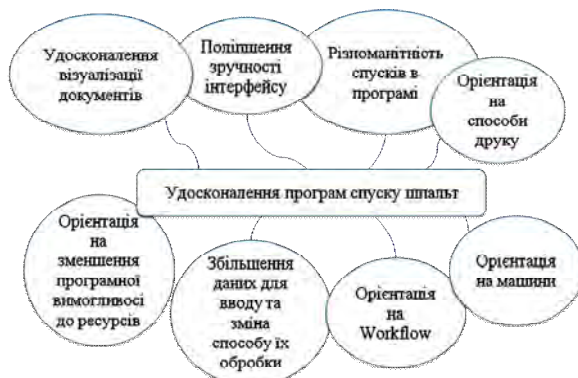 Удосконалення
візуалізації
документів
Поліпшення
зручності
інтерфейсу
Різноманітність
спусків в
програмі
Орієнтація
на
способи
друку
Удосконалення програм спуску шпальт
Орієнтація
на
зменшення
програмної
вимогливосі
до ресурсів
Збільшення
даних для
вводу та
зміна
способу їх
обробки
Орієнтація
на
Workflow
Орієнтація
на машини